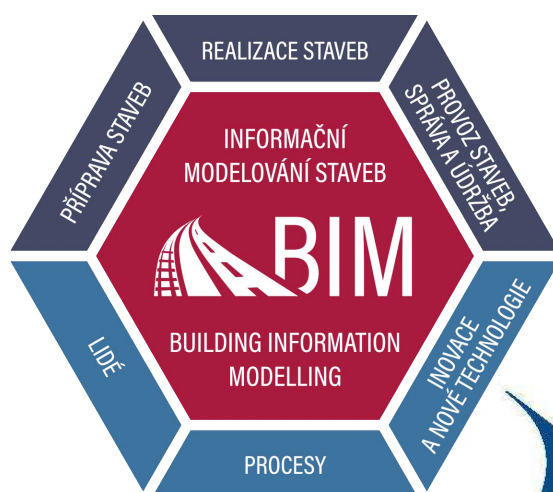 REALIZACE STAVEB
PŘÍPRAVA STAVEB
PROVOZ STAVEB,
SPRÁVA A ÚDRŽBA
INFORMAČNÍ
MODELOVÁNÍ STAVEB
BIM
BUILDING INFORMATION
MODELLING
LIDÉ
INOVACE
A NOVÉ TECHNOLOGIE
PROCESY